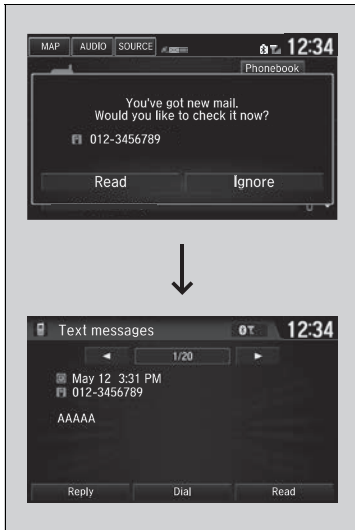 MAP AUDIO SOURCE 12:34
Phonebook
You've got new mail.
Would you like to check it now?
012-3456789
Read Ignore
Text messages 12:34
1/20
May 12 3:31 PM
012-3456789
AAAAA
Reply Dial Read